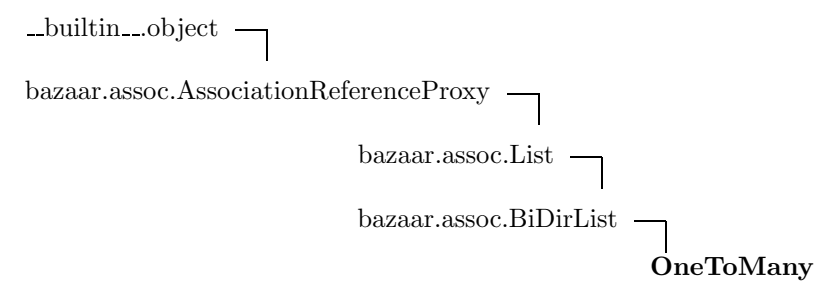 __builtin__.object
bazaar.assoc.AssociationReferenceProxy
bazaar.assoc.List
bazaar.assoc.BiDirList
OneToMany